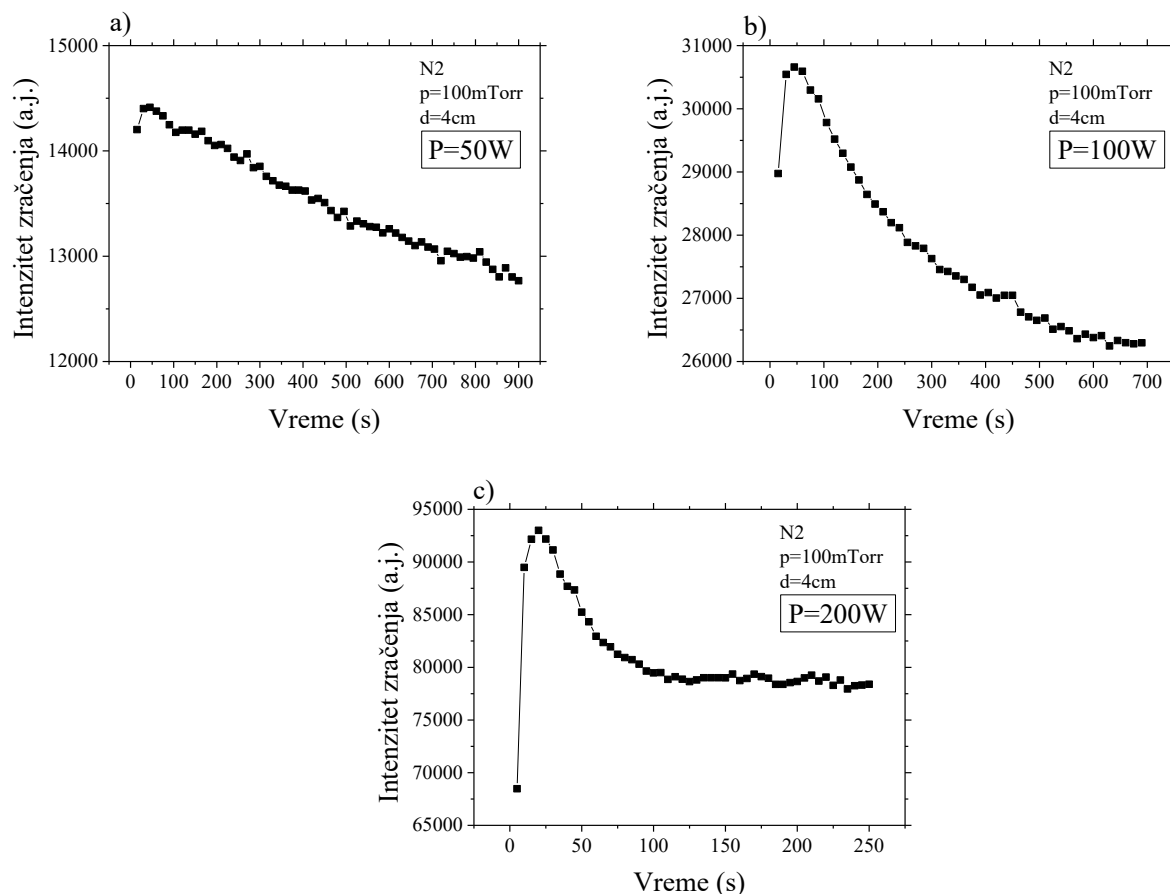 a)
15000
14000
13000
12000
Intenzitet zračenja (a.j.)
N2
p=100mTorr
d=4cm
P=50W
0 100 200 300 400 500 600 700 800 900
Vreme (s)
b)
31000
30000
29000
28000
27000
26000
Intenzitet zračenja (a.j.)
N2
p=100mTorr
d=4cm
P=100W
0 100 200 300 400 500 600 700
Vreme (s)
c)
95000
90000
85000
80000
75000
70000
65000
Intenzitet zračenja (a.j.)
N2
p=100mTorr
d=4cm
P=200W
0 50 100 150 200 250
Vreme (s)